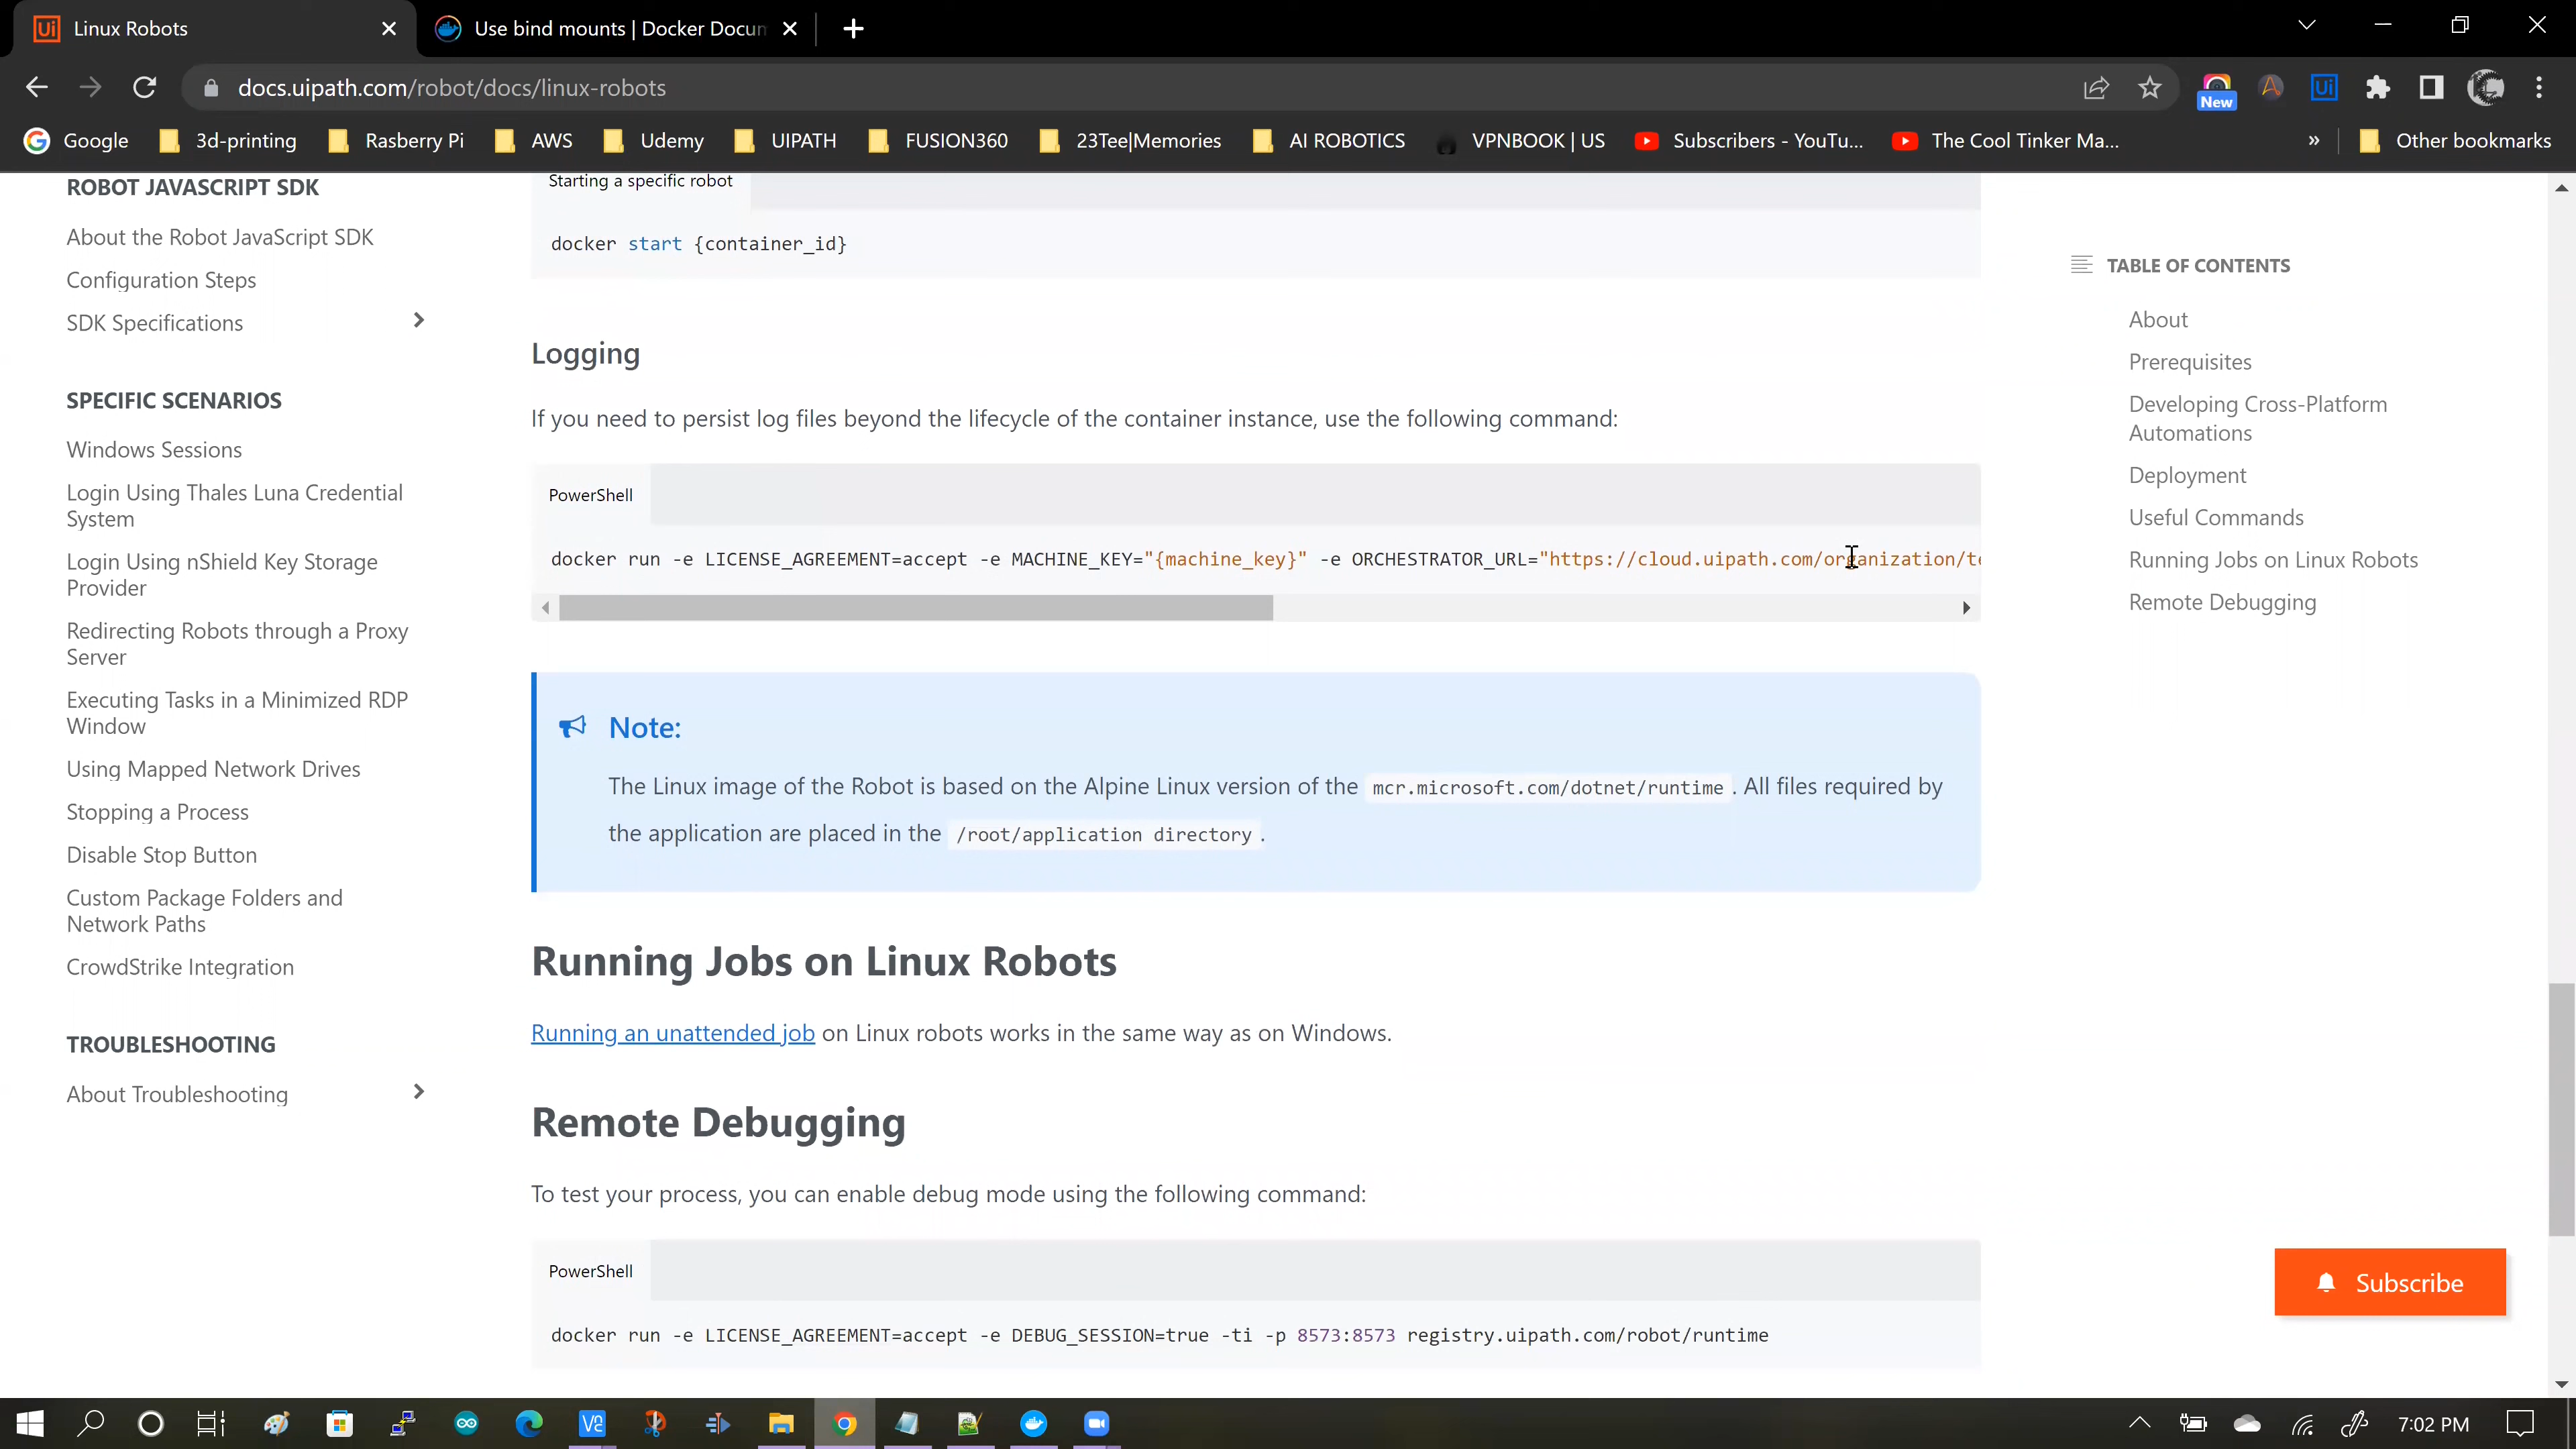 Linux Robots
Use bind mounts | Docker Docum
docs.uipath.com/robot/docs/linux-robots
New
Google
3d-printing
Rasberry Pi
AWS
Udemy
UIPATH
FUSION360
23Tee|Memories
AI ROBOTICS
VPNBOOK | US
Subscribers - YouTu...
The Cool Tinker Ma...
»
Other bookmarks
ROBOT JAVASCRIPT SDK
About the Robot JavaScript SDK
Configuration Steps
SDK Specifications
SPECIFIC SCENARIOS
Windows Sessions
Login Using Thales Luna Credential
System
Login Using nShield Key Storage
Provider
Redirecting Robots through a Proxy
Server
Executing Tasks in a Minimized RDP
Window
Using Mapped Network Drives
Stopping a Process
Disable Stop Button
Custom Package Folders and
Network Paths
CrowdStrike Integration
TROUBLESHOOTING
About Troubleshooting
Starting a specific robot
docker start {container_id}
Logging
If you need to persist log files beyond the lifecycle of the container instance, use the following command:
PowerShell
docker run -e LICENSE_AGREEMENT=accept -e MACHINE_KEY="{machine_key}" -e ORCHESTRATOR_URL="https://cloud.uipath.com/organization/te
Note:
The Linux image of the Robot is based on the Alpine Linux version of the mcr.microsoft.com/dotnet/runtime . All files required by
the application are placed in the /root/application directory .
Running Jobs on Linux Robots
Running an unattended job on Linux robots works in the same way as on Windows.
Remote Debugging
To test your process, you can enable debug mode using the following command:
PowerShell
docker run -e LICENSE_AGREEMENT=accept -e DEBUG_SESSION=true -ti -p 8573:8573 registry.uipath.com/robot/runtime
TABLE OF CONTENTS
About
Prerequisites
Developing Cross-Platform
Automations
Deployment
Useful Commands
Running Jobs on Linux Robots
Remote Debugging
Subscribe
7:02 PM